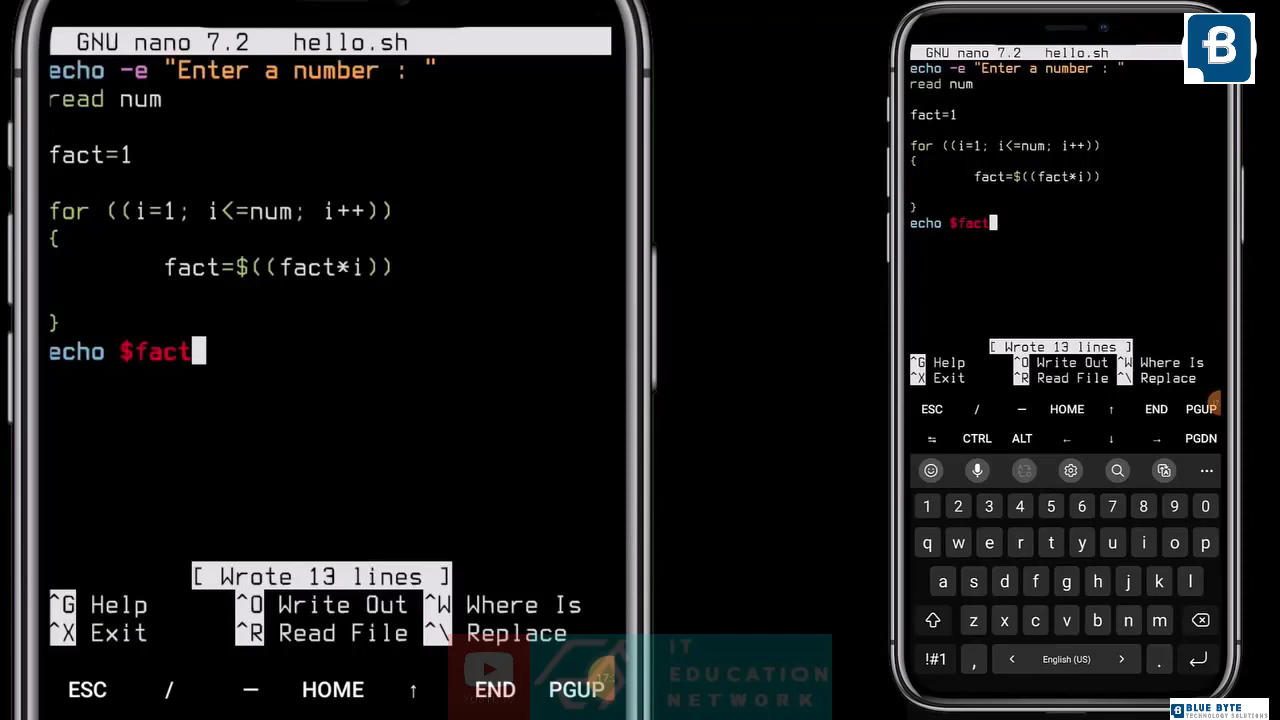 GNU nano 7.2 hello.sh
echo -e "Enter a number : "
read num
fact=1
for ((i=1; i<=num; i++))
{
fact=$((fact*i))
}
echo $fact
[ Wrote 13 lines ]
^G Help ^O Write Out ^W Where Is
^X Exit ^R Read File ^\ Replace
ESC / — HOME ↑ END PGUP
IT
EDUCATION
NETWORK
GNU nano 7.2 hello.sh
echo -e "Enter a number : "
read num
fact=1
for ((i=1; i<=num; i++))
{
fact=$((fact*i))
}
echo $fact
[ Wrote 13 lines ]
^G Help ^O Write Out ^W Where Is
^X Exit ^R Read File ^\ Replace
ESC / — HOME ↑ END PGUP
CTRL ALT ← ↓ → PGDN
1 2 3 4 5 6 7 8 9 0
q w e r t y u i o p
a s d f g h j k l
z x c v b n m
!#1 , < English (US) > .
B
BLUE BYTE
TECHNOLOGY SOLUTIONS